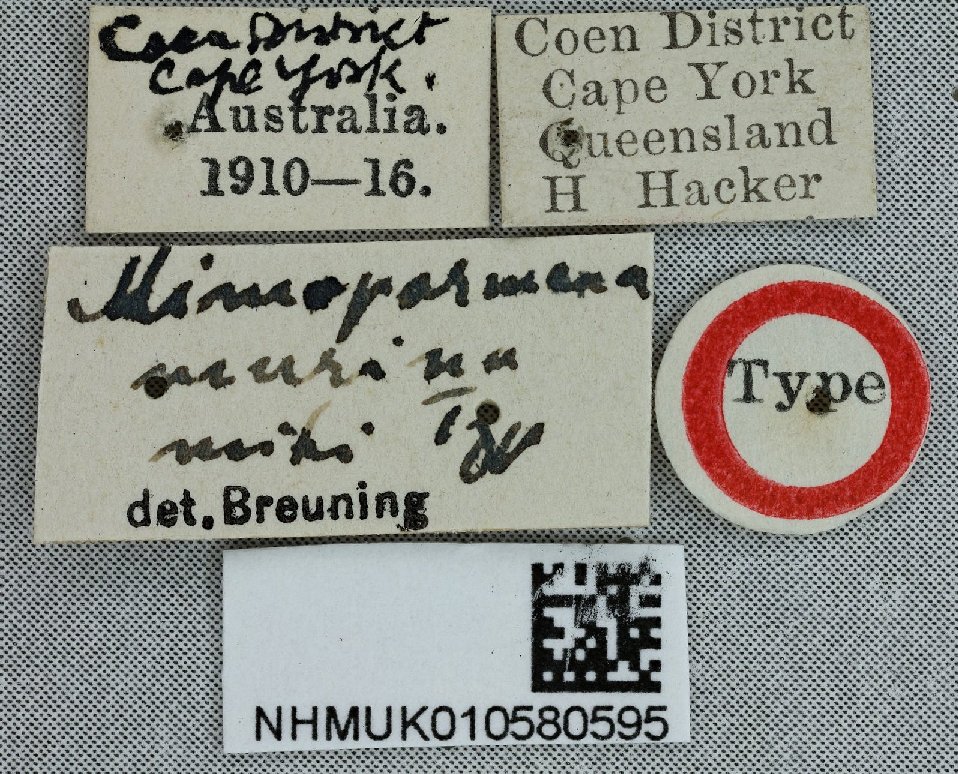 Coen District
Cape York.
Australia.
1910—16.
Coen District
Cape York
Queensland
H Hacker
Mimoparmena
murina
mihi Typ
det. Breuning
Type
NHMUK010580595